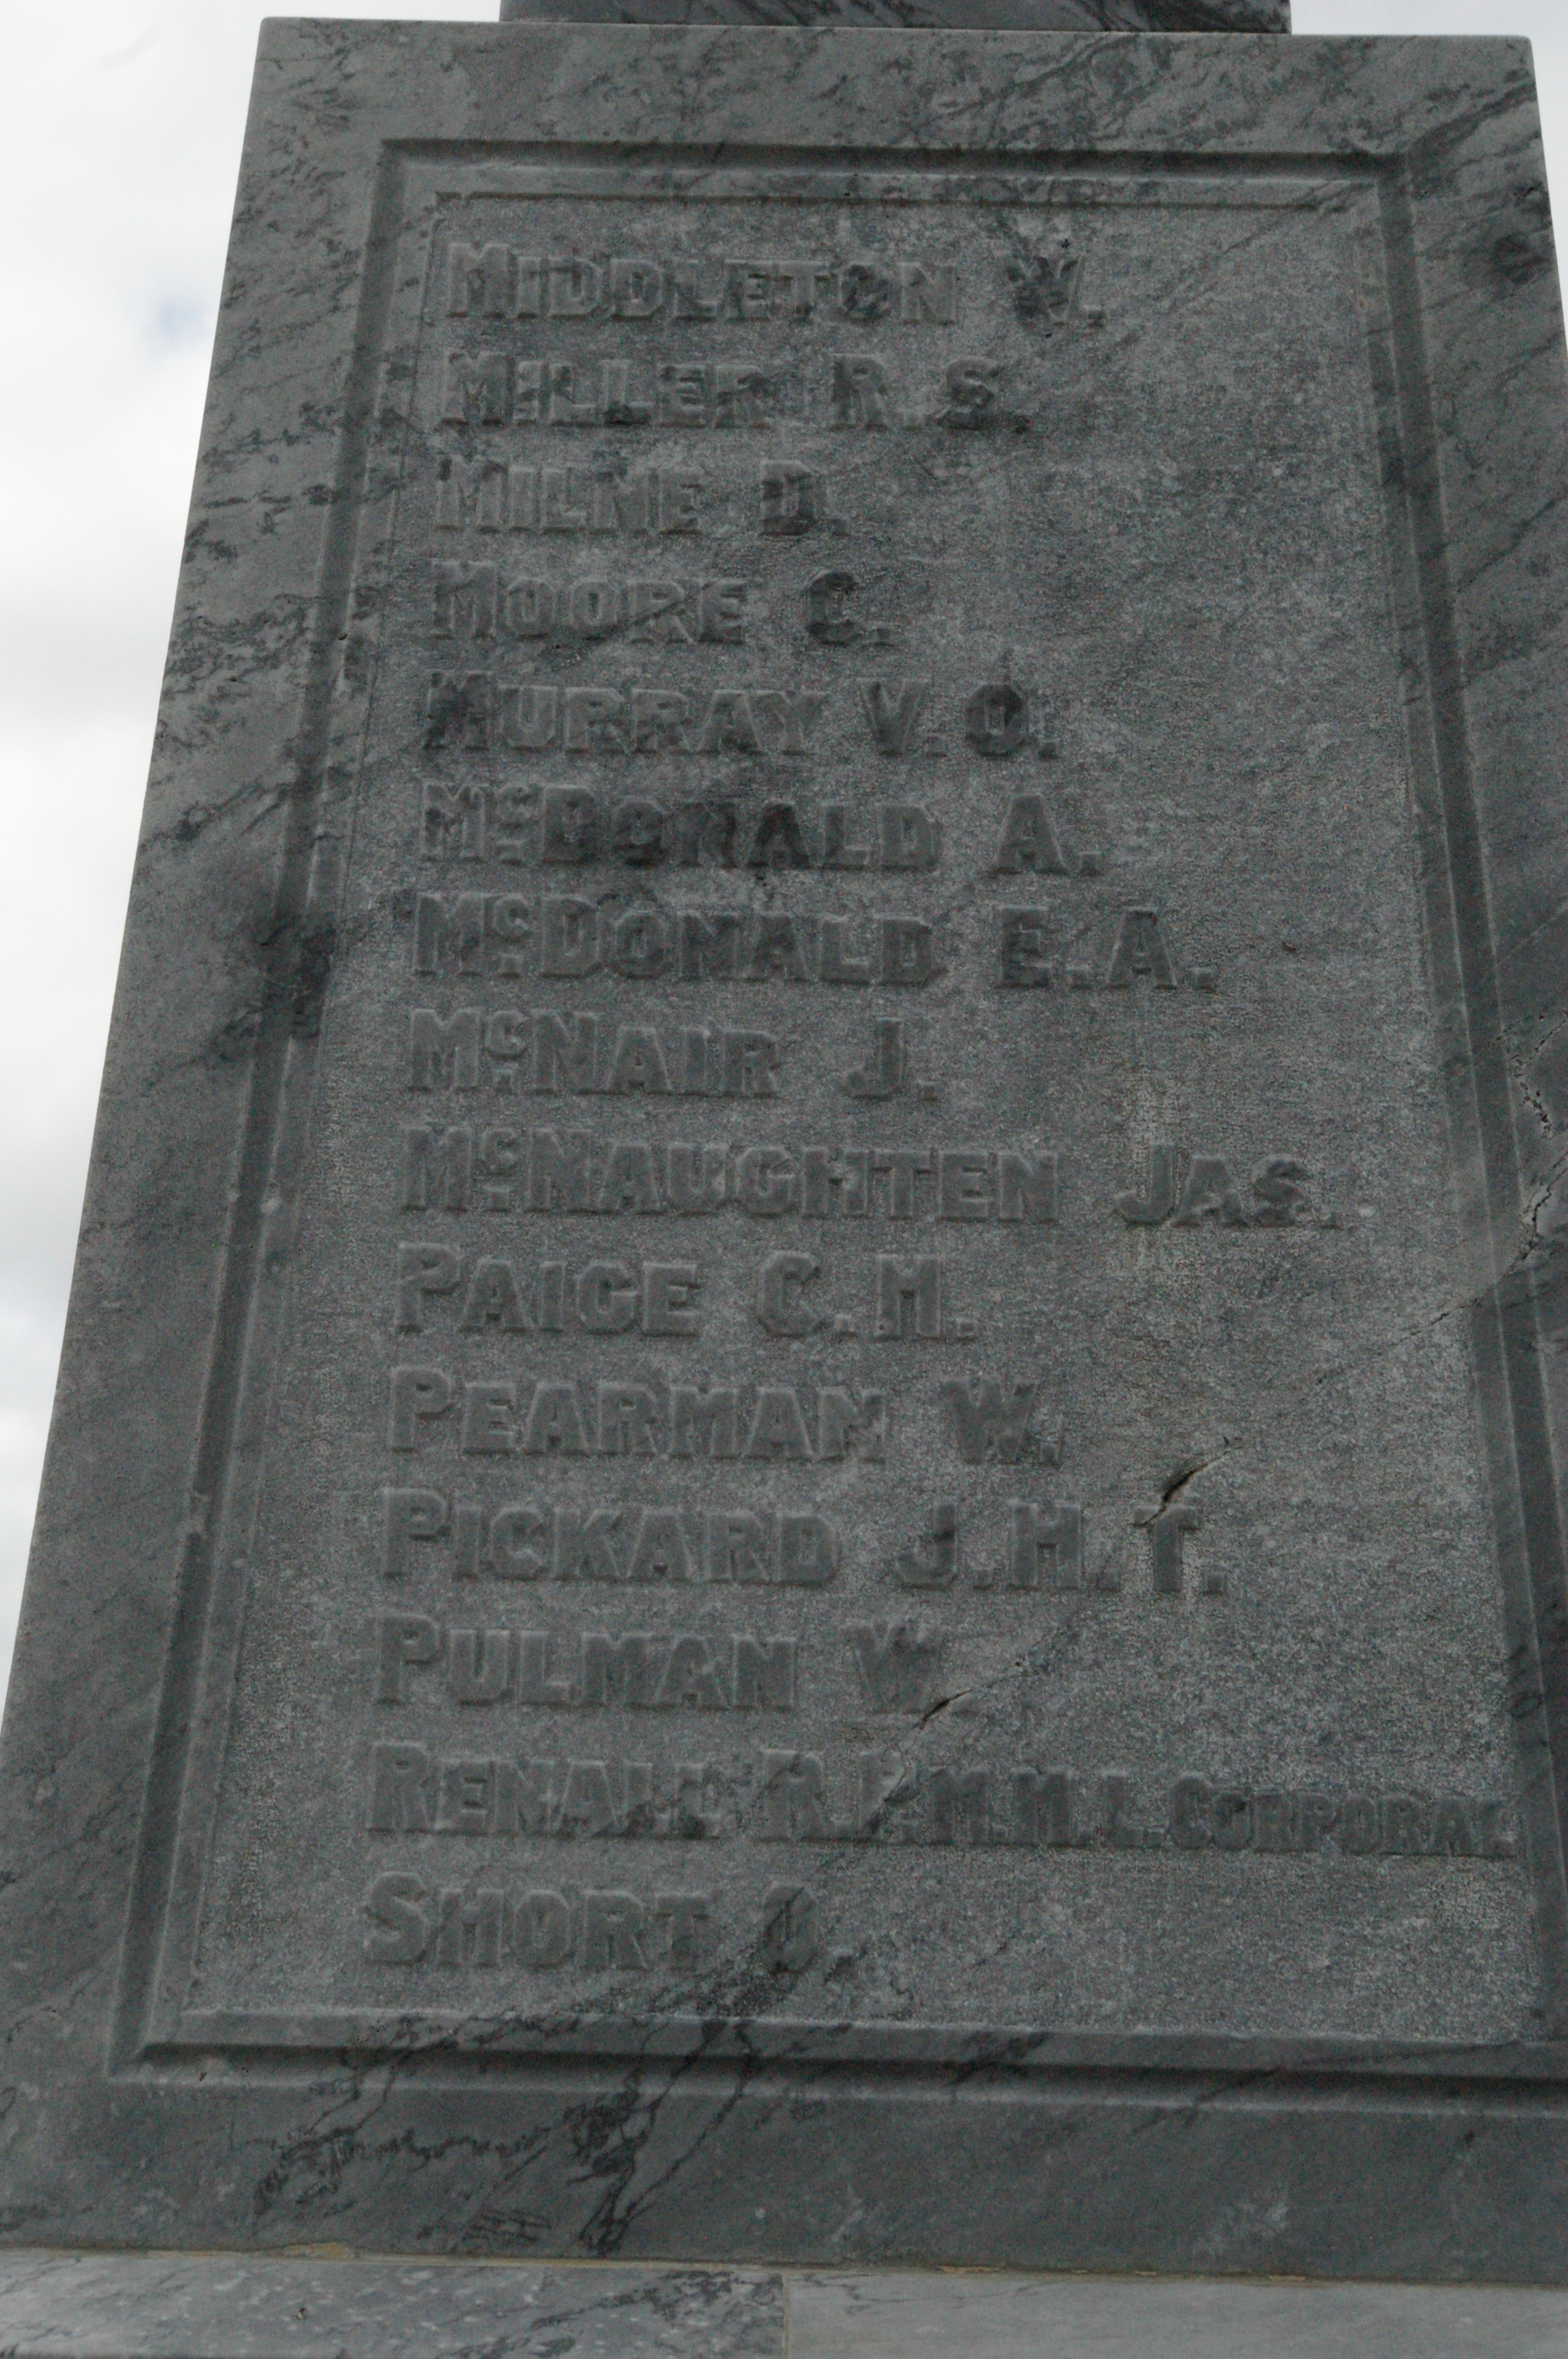 MIDDLETON W.
MILLER R.S.
MILNE D.
MOORE C.
MURRAY V.O.
McDONALD A.
McDONALD E.A.
McNAIR J.
McNAUGHTEN JAS.
PAIGE C.H.
PEARMAN W.
PICKARD J.H.T.
PULMAN W.
CORPORAL
SHORT